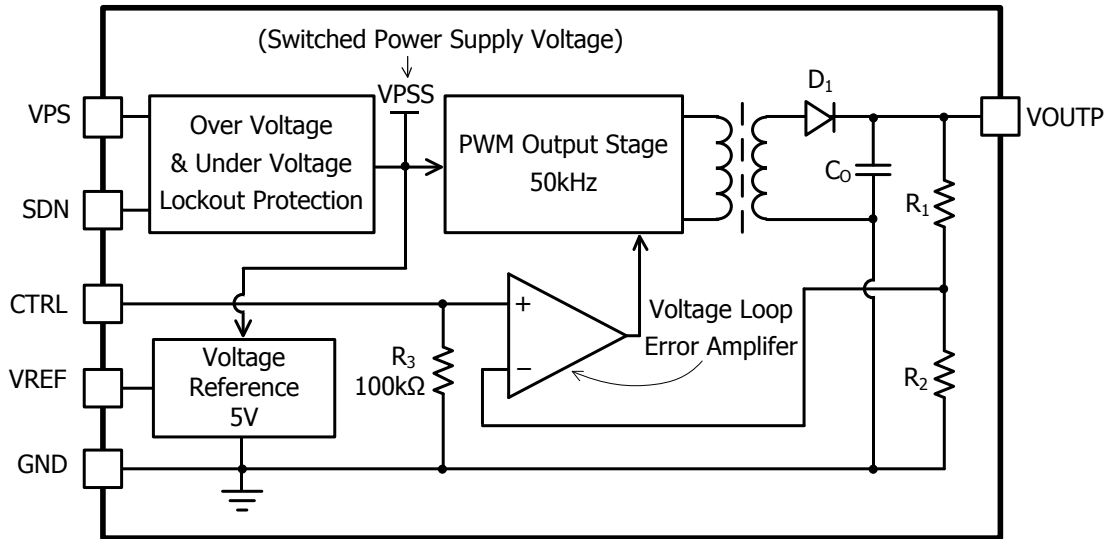 (Switched Power Supply Voltage)
VPSS
D1
VPS
VOUTP
Over Voltage
& Under Voltage
Lockout Protection
PWM Output Stage
50kHz
CO
R1
SDN
CTRL
+
Voltage Loop
Error Amplifer
R3
100kΩ
−
R2
VREF
Voltage
Reference
5V
GND